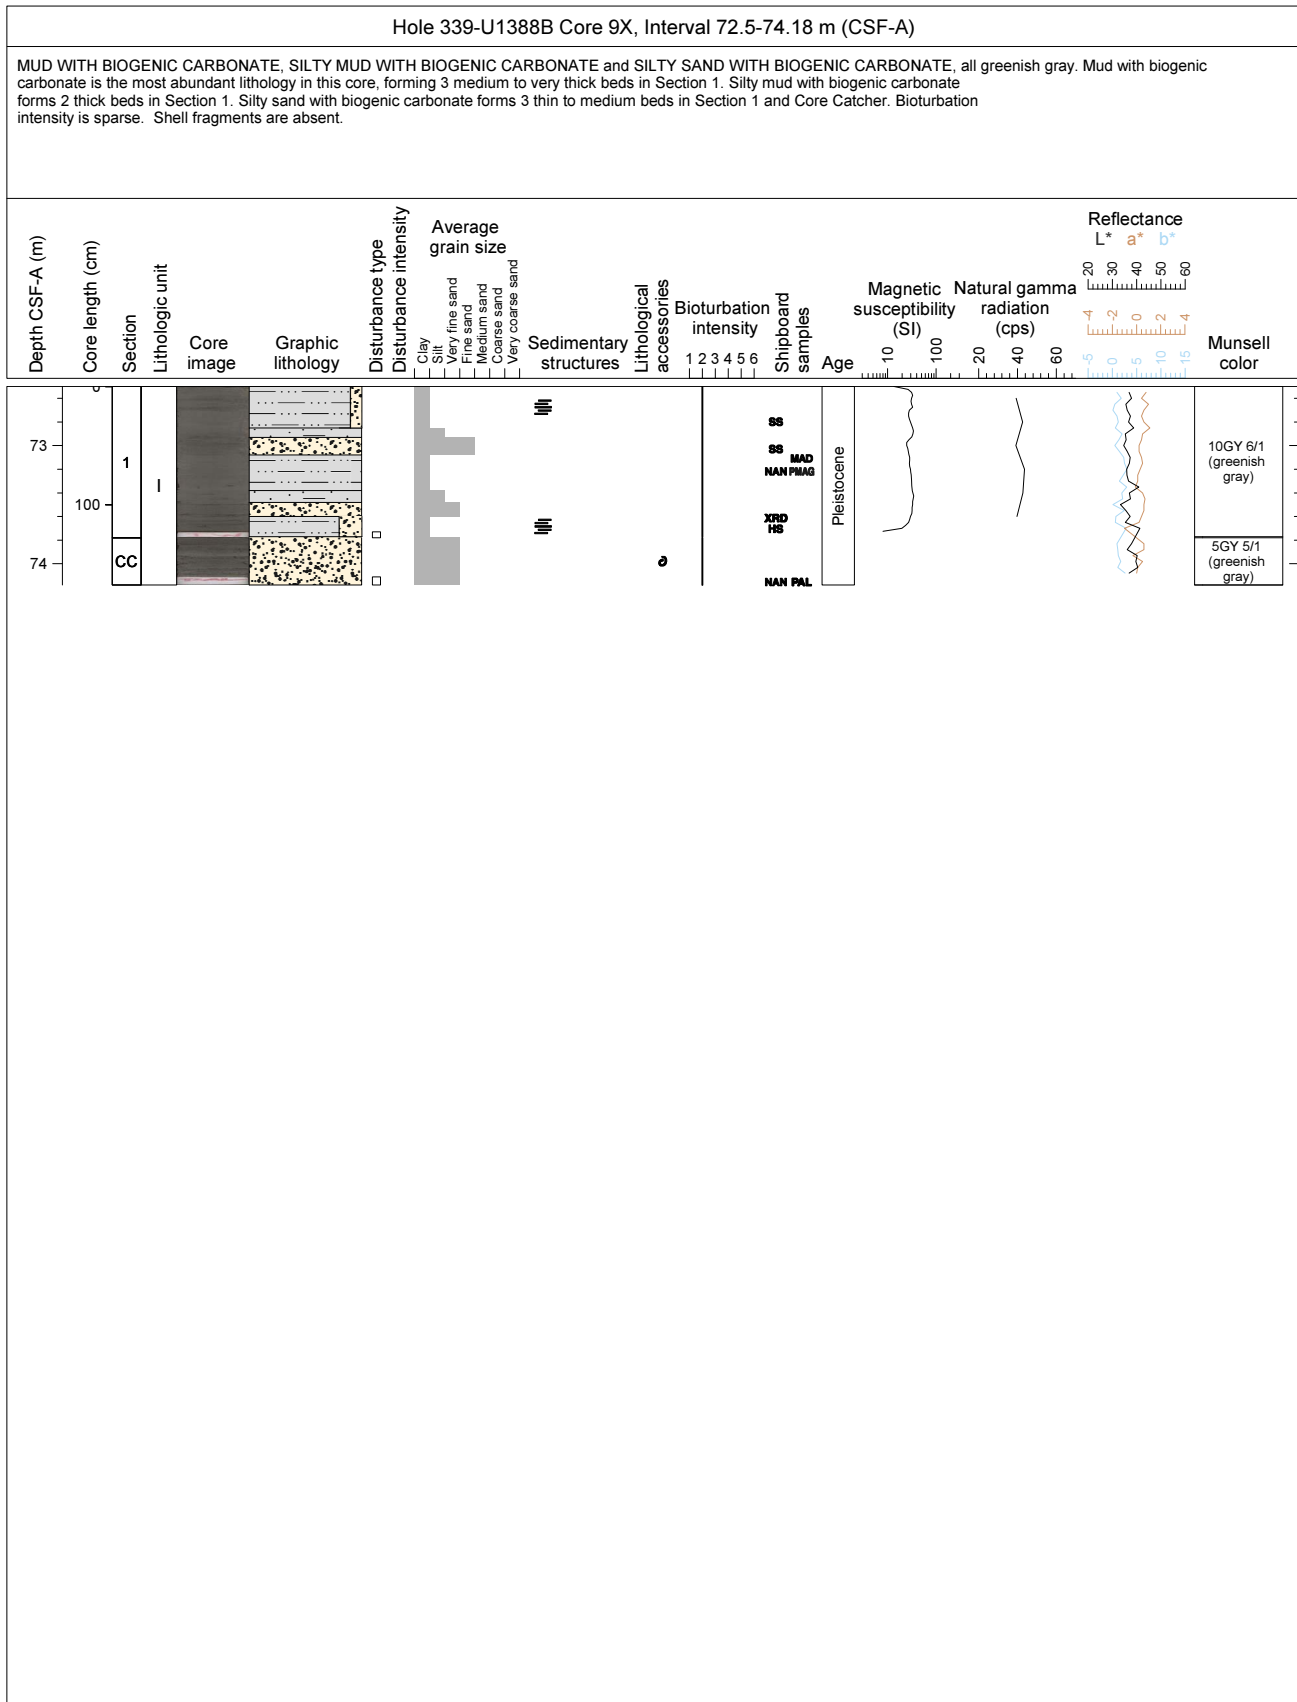 Hole 339-U1388B Core 9X, Interval 72.5-74.18 m (CSF-A)
MUD WITH BIOGENIC CARBONATE, SILTY MUD WITH BIOGENIC CARBONATE and SILTY SAND WITH BIOGENIC CARBONATE, all greenish gray. Mud with biogenic
carbonate is the most abundant lithology in this core, forming 3 medium to very thick beds in Section 1. Silty mud with biogenic carbonate
forms 2 thick beds in Section 1. Silty sand with biogenic carbonate forms 3 thin to medium beds in Section 1 and Core Catcher. Bioturbation
intensity is sparse. Shell fragments are absent.
Depth CSF-A (m)
Core length (cm)
Section
Lithologic unit
Core
image
Graphic
lithology
Disturbance type
Disturbance intensity
Average
grain size
Clay
Silt
Very fine sand
Fine sand
Medium sand
Coarse sand
Very coarse sand
Sedimentary
structures
Lithological
accessories
Bioturbation
intensity
1 2 3 4 5 6
Shipboard
samples
Age
Magnetic
susceptibility
(SI)
10 100
Natural gamma
radiation
(cps)
20 40 60
Reflectance
L* a* b*
20 30 40 50 60
-4 -2 0 2 4
-5 0 5 10 15
Munsell
color
0
73
100
74
1
CC
I
SS
SS
MAD
NAN PMAG
XRD
HS
NAN PAL
Pleistocene
10GY 6/1
(greenish
gray)
5GY 5/1
(greenish
gray)